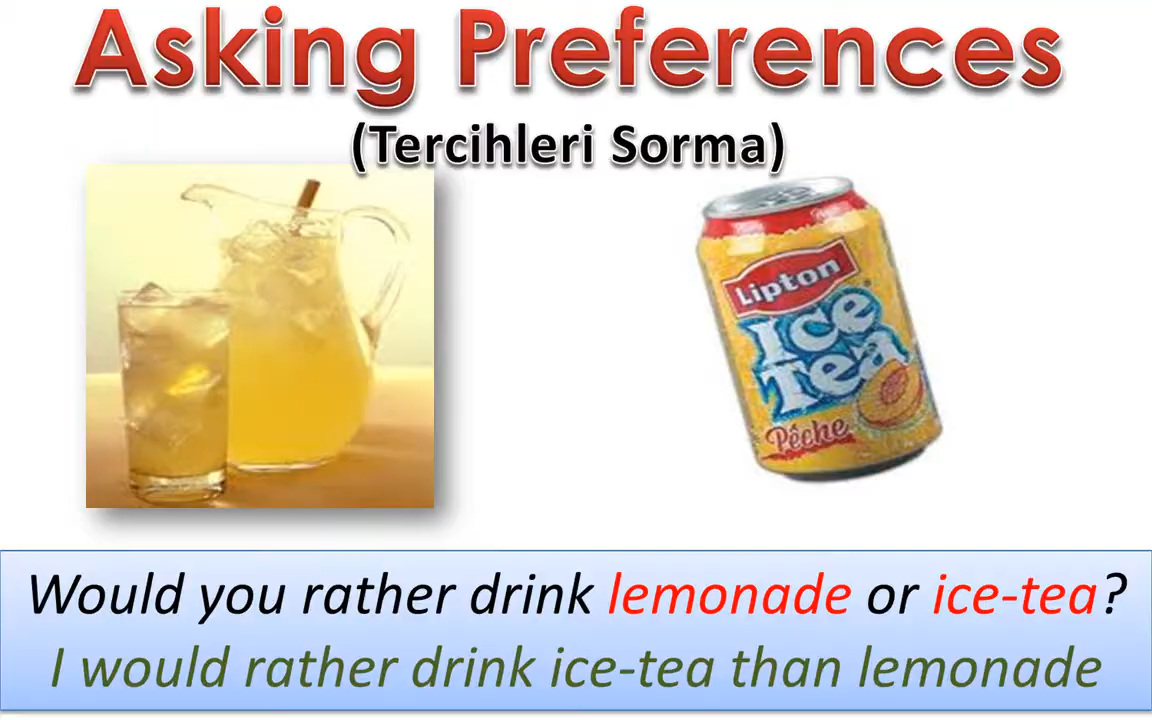 Asking Preferences
(Tercihleri Sorma)
Lipton
Ice
Tea
Pêche
Would you rather drink lemonade or ice-tea?
I would rather drink ice-tea than lemonade